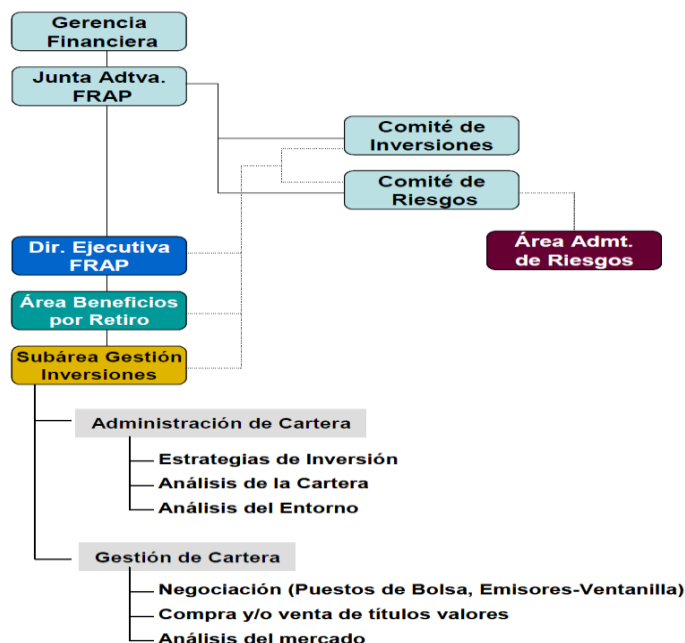 Gerencia
Financiera
Junta Adtva.
FRAP
Comité de
Inversiones
Comité de
Riesgos
Dir. Ejecutiva
FRAP
Área Admt.
de Riesgos
Área Beneficios
por Retiro
Subárea Gestión
Inversiones
Administración de Cartera
Estrategias de Inversión
Análisis de la Cartera
Análisis del Entorno
Gestión de Cartera
Negociación (Puestos de Bolsa, Emisores-Ventanilla)
Compra y/o venta de títulos valores
Análisis del mercado